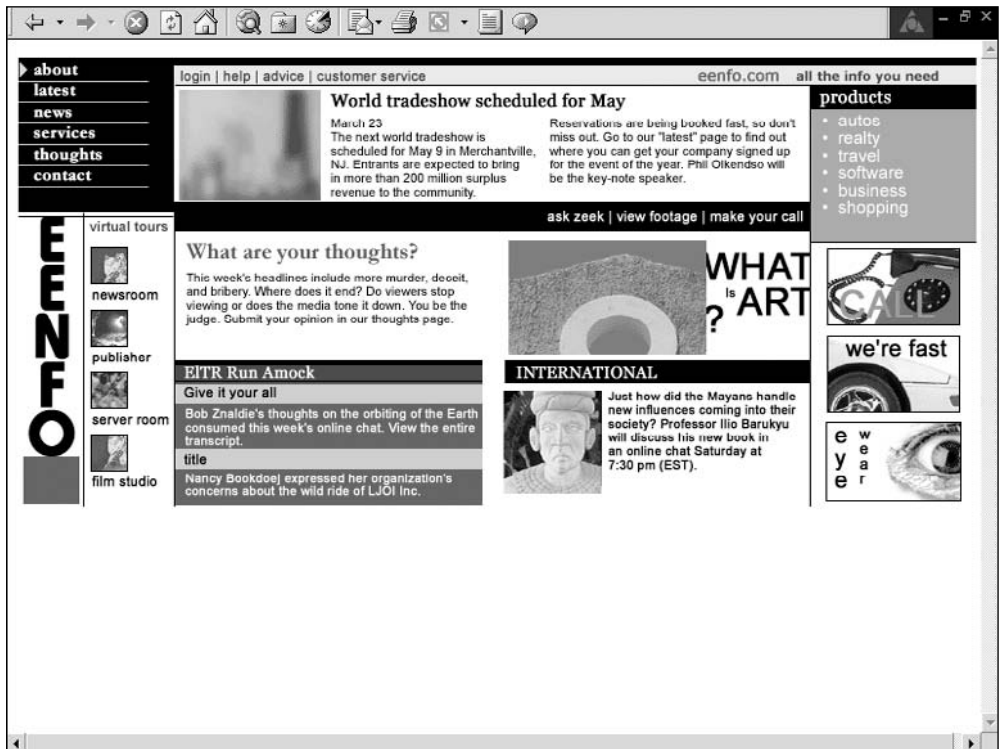 about
latest
news
services
thoughts
contact
login | help | advice | customer service
eenfo.com all the info you need
World tradeshow scheduled for May
March 23
The next world tradeshow is
scheduled for May 9 in Merchantville,
NJ. Entrants are expected to bring
in more than 200 million surplus
revenue to the community.
Reservations are being booked fast, so don't
miss out. Go to our "latest" page to find out
where you can get your company signed up
for the event of the year. Phil Olkendso will
be the key-note speaker.
products
• autos
• realty
• travel
• software
• business
• shopping
ask zeek | view footage | make your call
EENFO
virtual tours
newsroom
publisher
server room
film studio
What are your thoughts?
This week's headlines include more murder, deceit,
and bribery. Where does it end? Do viewers stop
viewing or does the media tone it down. You be the
judge. Submit your opinion in our thoughts page.
WHAT
Is ART
?
EITR Run Amock
Give it your all
Bob Znaldie's thoughts on the orbiting of the Earth
consumed this week's online chat. View the entire
transcript.
title
Nancy Bookdoej expressed her organization's
concerns about the wild ride of LJOI Inc.
INTERNATIONAL
Just how did the Mayans handle
new influences coming into their
society? Professor Ilio Barukyu
will discuss his new book in
an online chat Saturday at
7:30 pm (EST).
CALL
we're fast
eye
wear